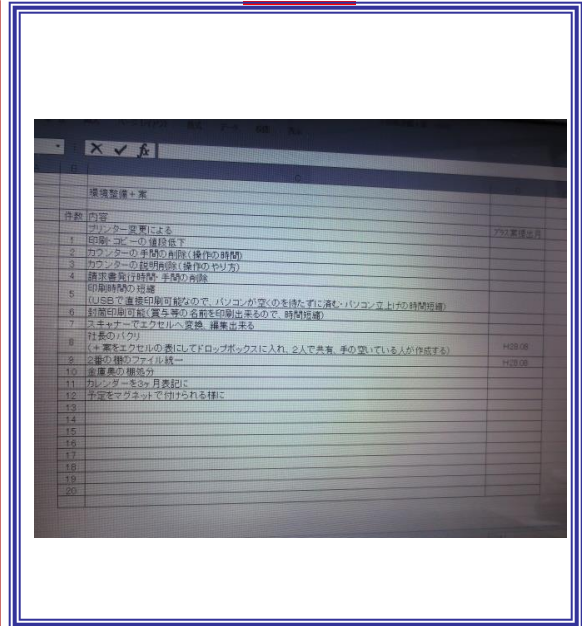 環境整備+案
件数 内容
プリンター変更による
1 印刷・コピーの値段低下
2 カウンターの手間の削除(操作の時間)
3 カウンターの説明削除(操作のやり方)
4 請求書発行時間・手間の削除
5 印刷時間の短縮
(USBで直接印刷可能なので、パソコンが空くのを待たずに済む・パソコン立上げの時間短縮)
6 封筒印刷可能(賞与等の名前を印刷出来るので、時間短縮)
7 スキャナーでエクセルへ変換、編集出来る
8 社長のパクリ
(+案をエクセルの表にしてドロップボックスに入れ、2人で共有、手の空いている人が作成する) H28.08
9 2番の棚のファイル統一 H28.08
10 金庫奥の棚処分
11 カレンダーを3ヶ月表記に
12 予定をマグネットで付けられる様に
13
14
15
16
17
18
19
20